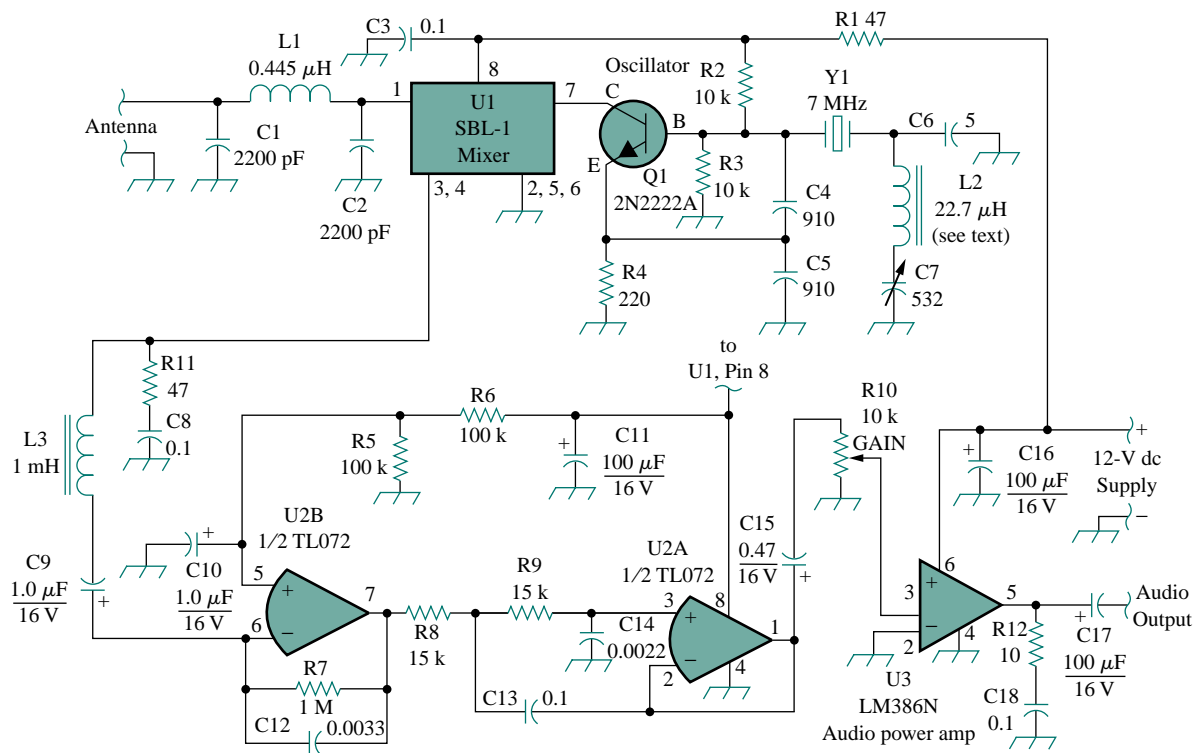 C3
0.1
R1 47
L1
0.445 μH
8
Oscillator
R2
10 k
Y1
7 MHz
1
U1
SBL-1
Mixer
7
C
B
E
C6
5
Antenna
C1
2200 pF
C2
2200 pF
3, 4
2, 5, 6
Q1
2N2222A
R3
10 k
C4
910
L2
22.7 μH
(see text)
R4
220
C5
910
C7
532
to
U1, Pin 8
R11
47
C8
0.1
L3
1 mH
R6
100 k
R5
100 k
C11
100 μF
16 V
+
R10
10 k
GAIN
+
C16
100 μF
16 V
+
12-V dc
Supply
−
U2B
1/2 TL072
C9
1.0 μF
16 V
+
+
C10
1.0 μF
16 V
5
+
6
−
7
R9
15 k
R8
15 k
U2A
1/2 TL072
C15
0.47
16 V
+
3
+
8
1
2
−
4
C14
0.0022
R7
1 M
C12
0.0033
C13
0.1
6
3
+
5
2
−
4
U3
LM386N
Audio power amp
R12
10
C18
0.1
+
C17
100 μF
16 V
Audio
Output